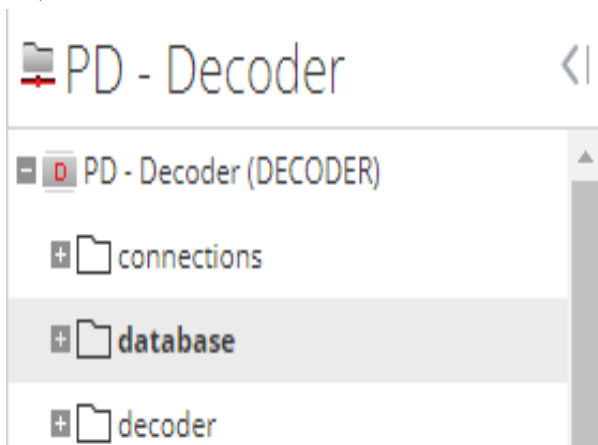 PD - Decoder
D PD - Decoder (DECODER)
connections
database
decoder